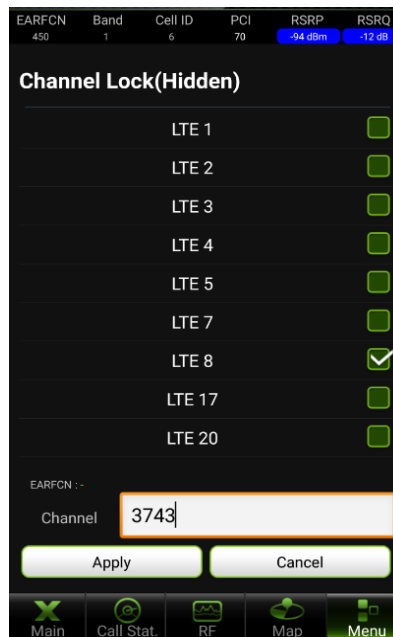 EARFCN Band Cell ID PCI RSRP RSRQ
450 1 6 70 -94 dBm -12 dB
Channel Lock(Hidden)
LTE 1
LTE 2
LTE 3
LTE 4
LTE 5
LTE 7
LTE 8
LTE 17
LTE 20
EARFCN : -
Channel 3743
Apply Cancel
Main Call Stat. RF Map Menu